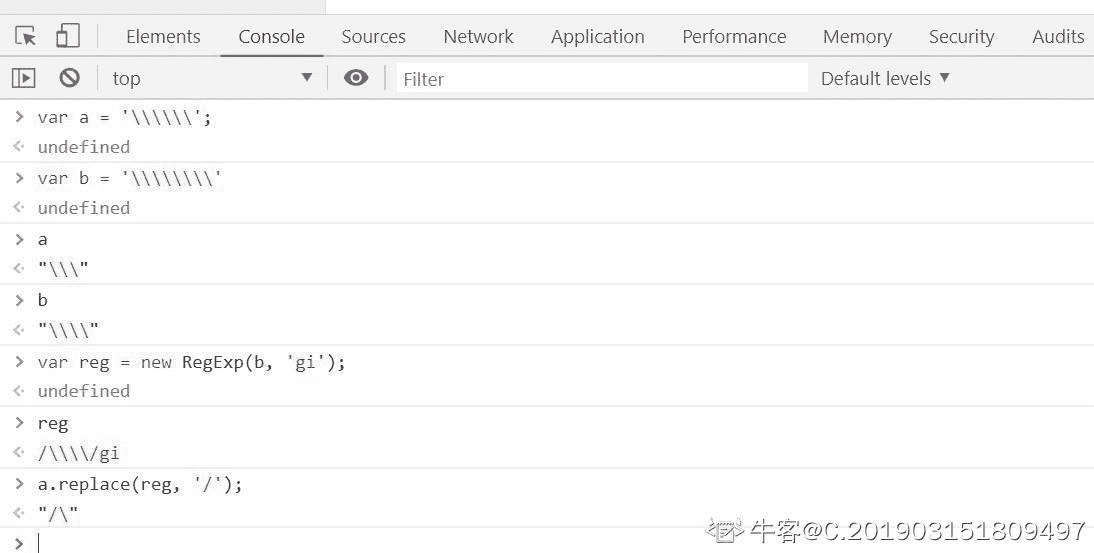 Elements Console Sources Network Application Performance Memory Security Audits
top Filter Default levels
> var a = '\\\\\\';
undefined
> var b = '\\\\\\\\'
undefined
> a
"\\\"
> b
"\\\\"
> var reg = new RegExp(b, 'gi');
undefined
> reg
/\\\\/gi
> a.replace(reg, '/');
"/\"
>
牛客@C.201903151809497